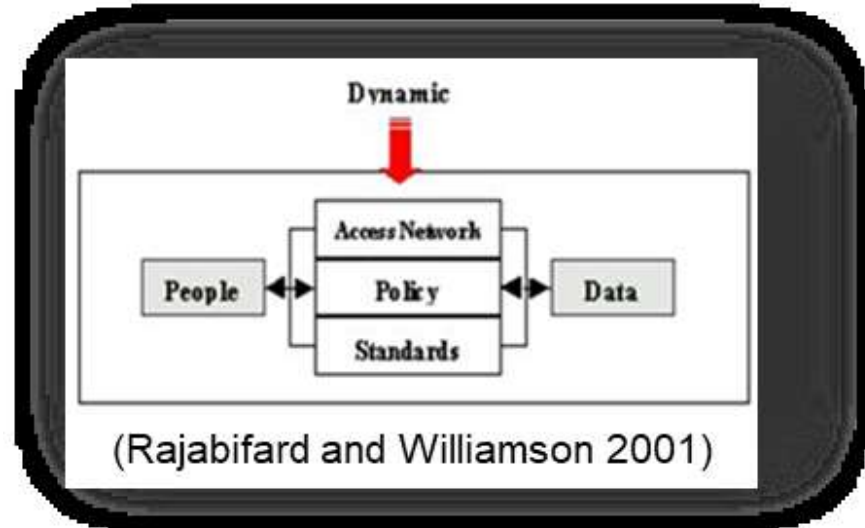 Dynamic
Access Network
People
Policy
Data
Standards
(Rajabifard and Williamson 2001)